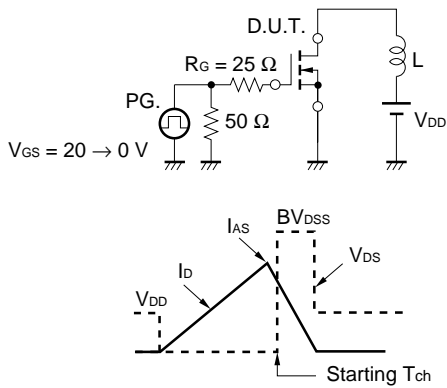 D.U.T.
RG = 25 Ω
L
PG.
50 Ω
VDD
VGS = 20 → 0 V
BVDSS
IAS
ID
VDS
VDD
Starting Tch